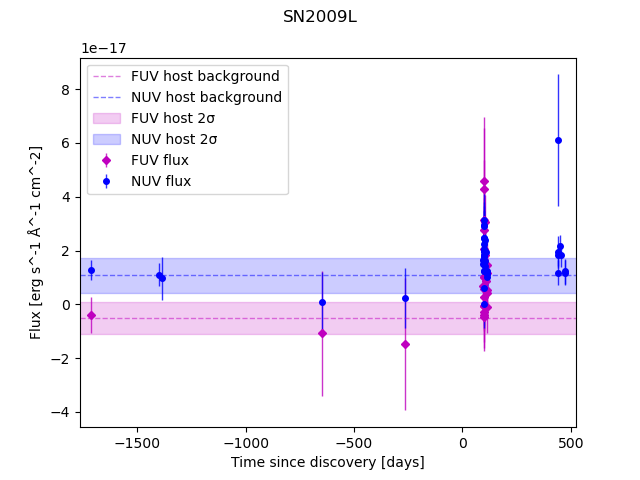 SN2009L
1e−17
FUV host background
NUV host background
FUV host 2σ
NUV host 2σ
FUV flux
NUV flux
8
6
4
2
0
−2
−4
Flux [erg s^-1 Å^-1 cm^-2]
−1500 −1000 −500 0 500
Time since discovery [days]